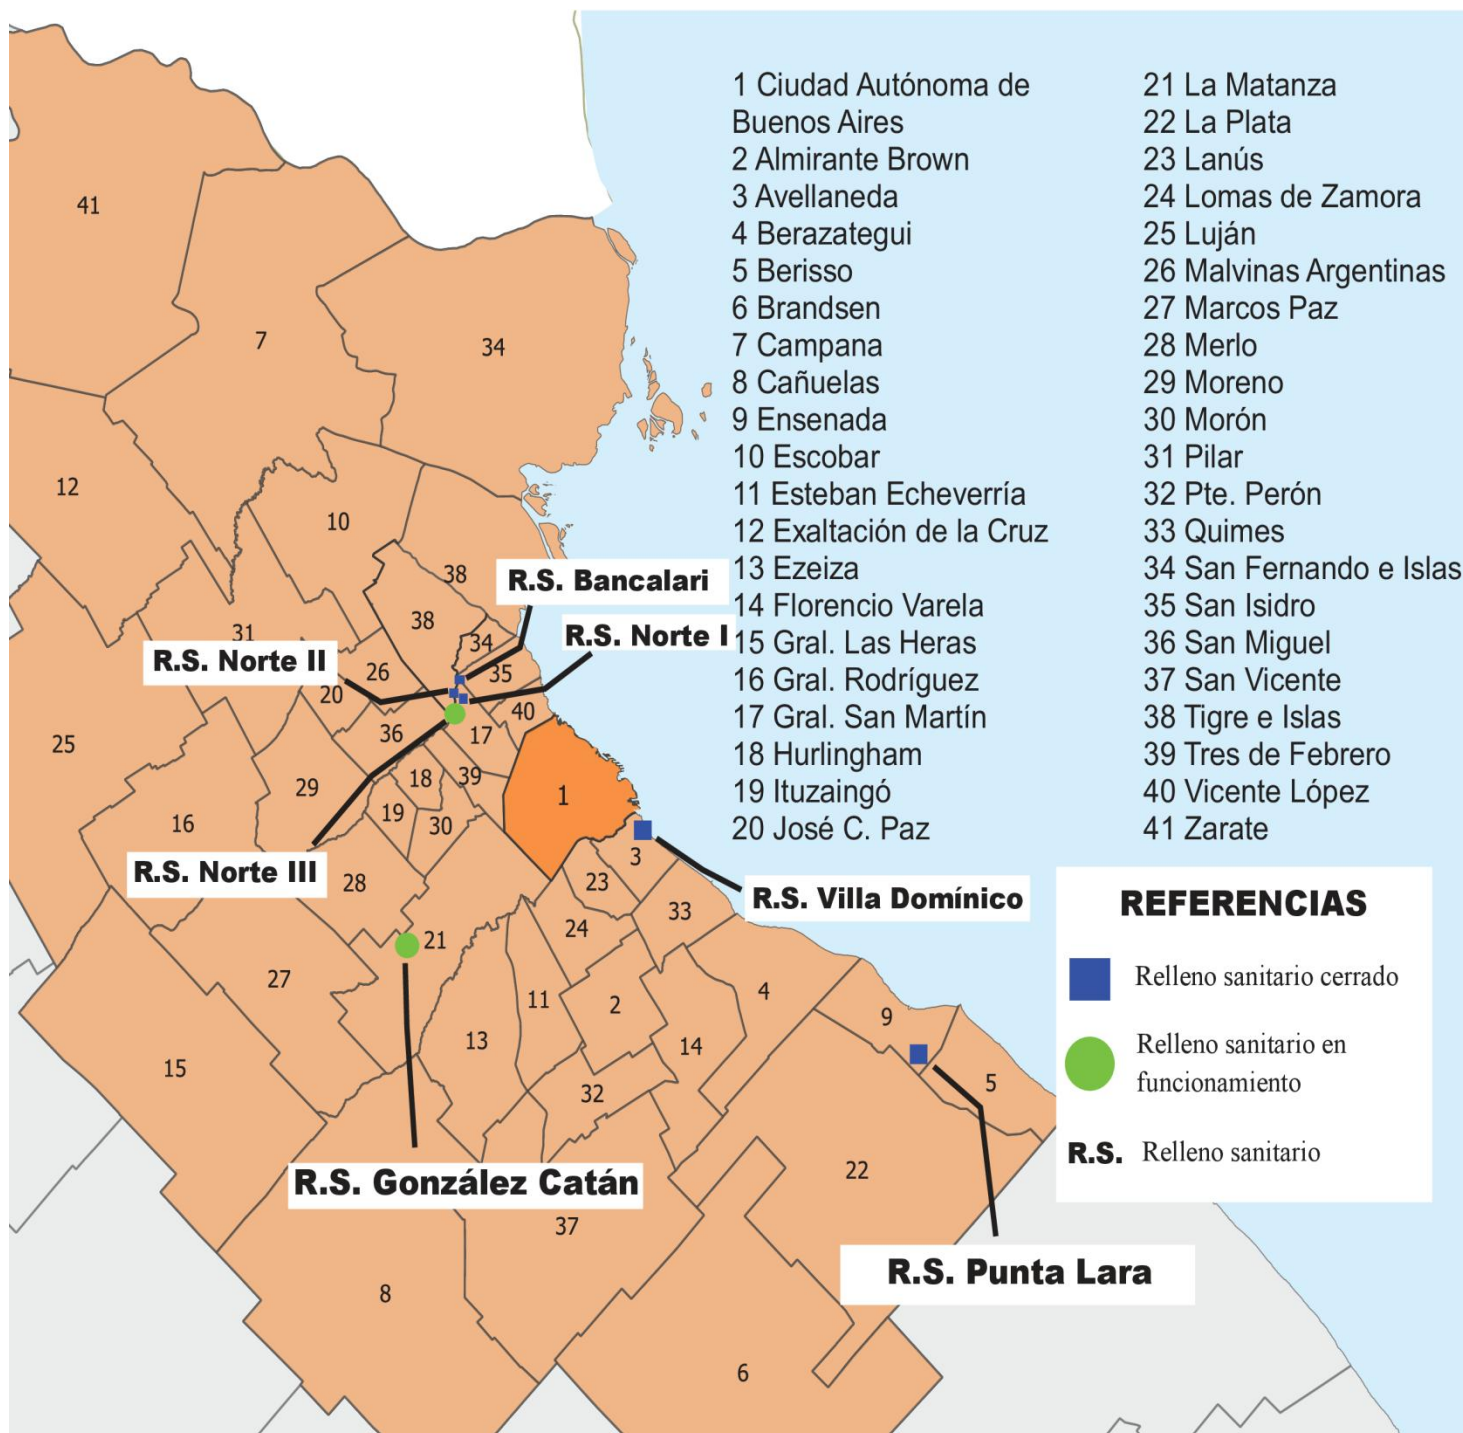 1 Ciudad Autónoma de
Buenos Aires
2 Almirante Brown
3 Avellaneda
4 Berazategui
5 Berisso
6 Brandsen
7 Campana
8 Cañuelas
9 Ensenada
10 Escobar
11 Esteban Echeverría
12 Exaltación de la Cruz
13 Ezeiza
14 Florencio Varela
15 Gral. Las Heras
16 Gral. Rodríguez
17 Gral. San Martín
18 Hurlingham
19 Ituzaingó
20 José C. Paz
21 La Matanza
22 La Plata
23 Lanús
24 Lomas de Zamora
25 Luján
26 Malvinas Argentinas
27 Marcos Paz
28 Merlo
29 Moreno
30 Morón
31 Pilar
32 Pte. Perón
33 Quimes
34 San Fernando e Islas
35 San Isidro
36 San Miguel
37 San Vicente
38 Tigre e Islas
39 Tres de Febrero
40 Vicente López
41 Zarate
41
7
34
12
10
38
R.S. Bancalari
38
31
34
R.S. Norte I
R.S. Norte II
26
35
20
40
25
36
17
18
39
29
1
16
19
30
3
R.S. Norte III
28
23
R.S. Villa Domínico
33
24
21
27
4
11
2
9
13
14
15
5
32
22
R.S. González Catán
37
R.S. Punta Lara
8
6
REFERENCIAS
Relleno sanitario cerrado
Relleno sanitario en
funcionamiento
R.S. Relleno sanitario